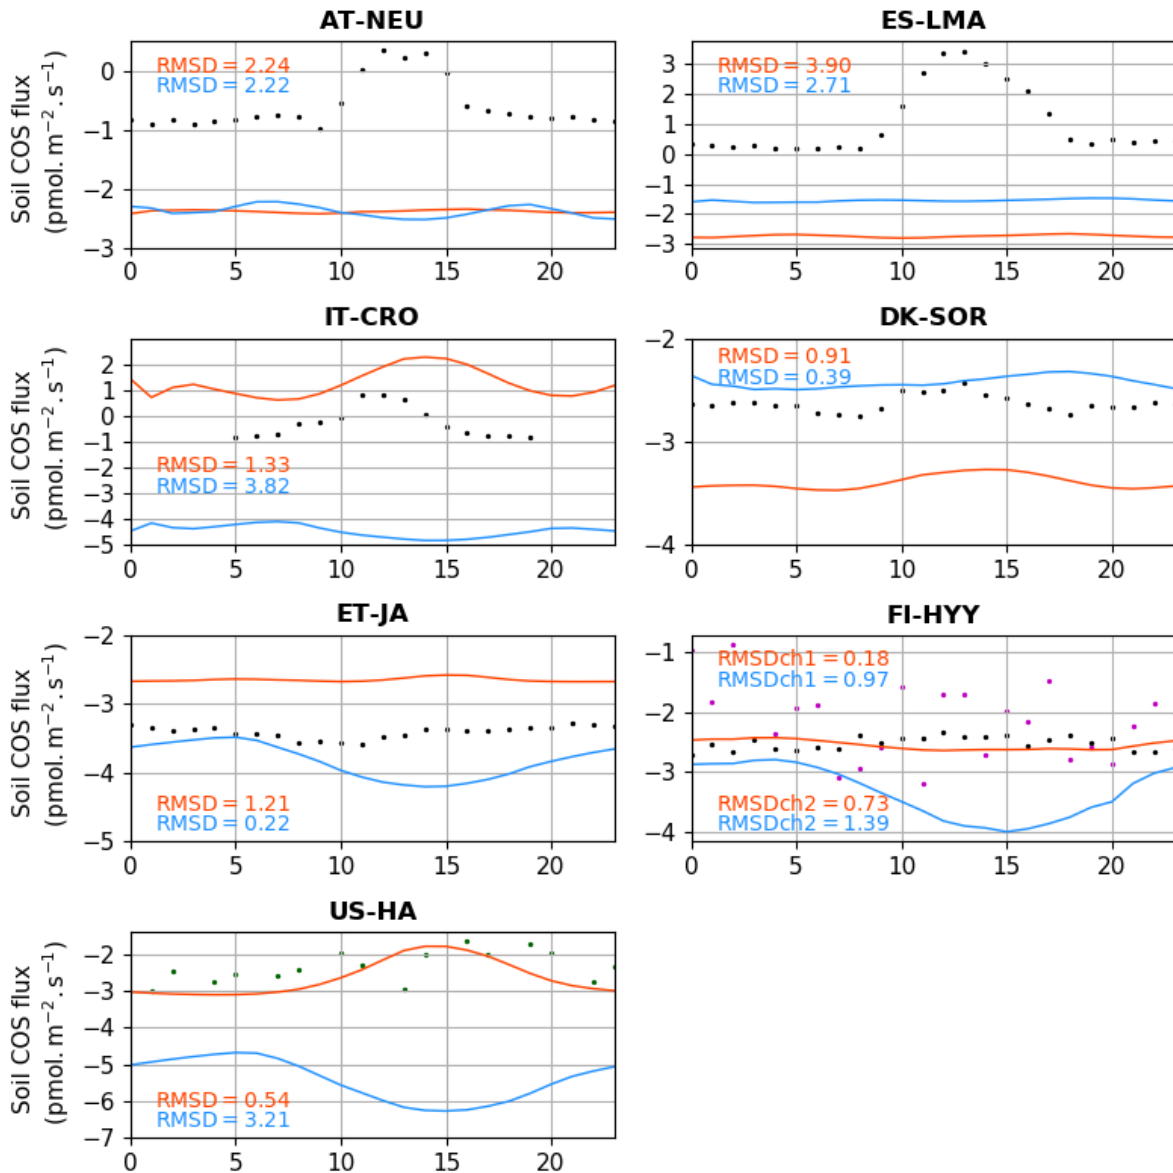 AT-NEU
Soil COS flux
(pmol. m⁻². s⁻¹)
0
−1
−2
−3
RMSD = 2.24
RMSD = 2.22
0 5 10 15 20
ES-LMA
3
2
1
0
−1
−2
−3
RMSD = 3.90
RMSD = 2.71
0 5 10 15 20
IT-CRO
Soil COS flux
(pmol. m⁻². s⁻¹)
2
1
0
−1
−2
−3
−4
−5
RMSD = 1.33
RMSD = 3.82
0 5 10 15 20
DK-SOR
−2
−3
−4
RMSD = 0.91
RMSD = 0.39
0 5 10 15 20
ET-JA
Soil COS flux
(pmol. m⁻². s⁻¹)
−2
−3
−4
−5
RMSD = 1.21
RMSD = 0.22
0 5 10 15 20
FI-HYY
−1
−2
−3
−4
RMSDch1 = 0.18
RMSDch1 = 0.97
RMSDch2 = 0.73
RMSDch2 = 1.39
0 5 10 15 20
US-HA
Soil COS flux
(pmol. m⁻². s⁻¹)
−2
−3
−4
−5
−6
−7
RMSD = 0.54
RMSD = 3.21
0 5 10 15 20